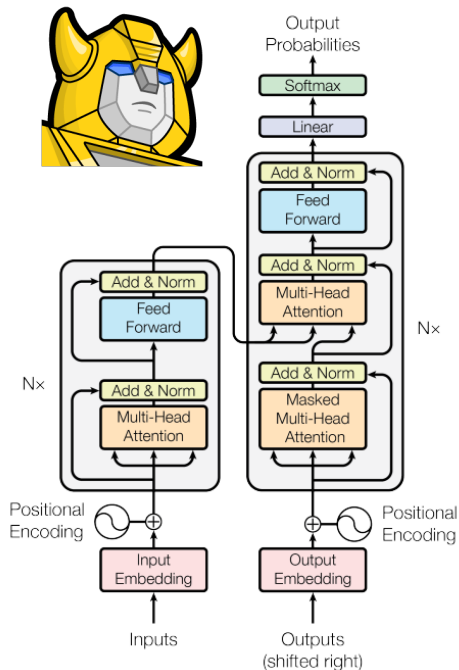 Output
Probabilities
Softmax
Linear
Add & Norm
Feed
Forward
Add & Norm
Multi-Head
Attention
Add & Norm
Masked
Multi-Head
Attention
N×
Positional
Encoding
Output
Embedding
Outputs
(shifted right)
Add & Norm
Feed
Forward
N×
Add & Norm
Multi-Head
Attention
Positional
Encoding
Input
Embedding
Inputs